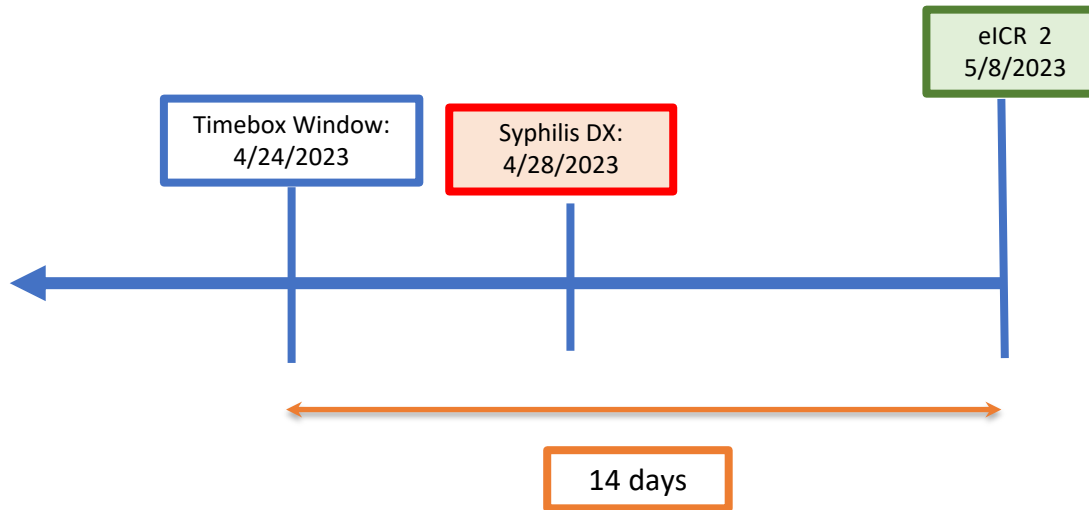 eICR 2
5/8/2023
Timebox Window:
4/24/2023
Syphilis DX:
4/28/2023
14 days